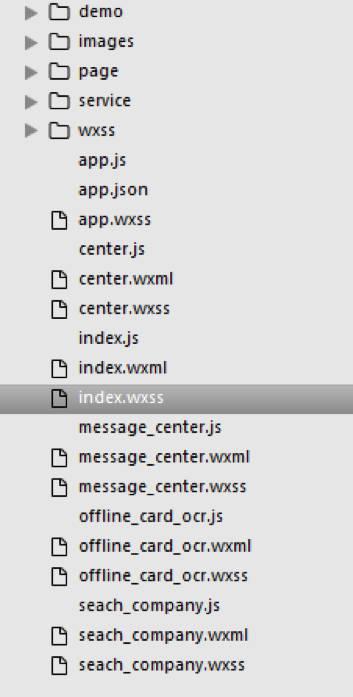 demo
images
page
service
wxss
app.js
app.json
app.wxss
center.js
center.wxml
center.wxss
index.js
index.wxml
index.wxss
message_center.js
message_center.wxml
message_center.wxss
offline_card_ocr.js
offline_card_ocr.wxml
offline_card_ocr.wxss
seach_company.js
seach_company.wxml
seach_company.wxss